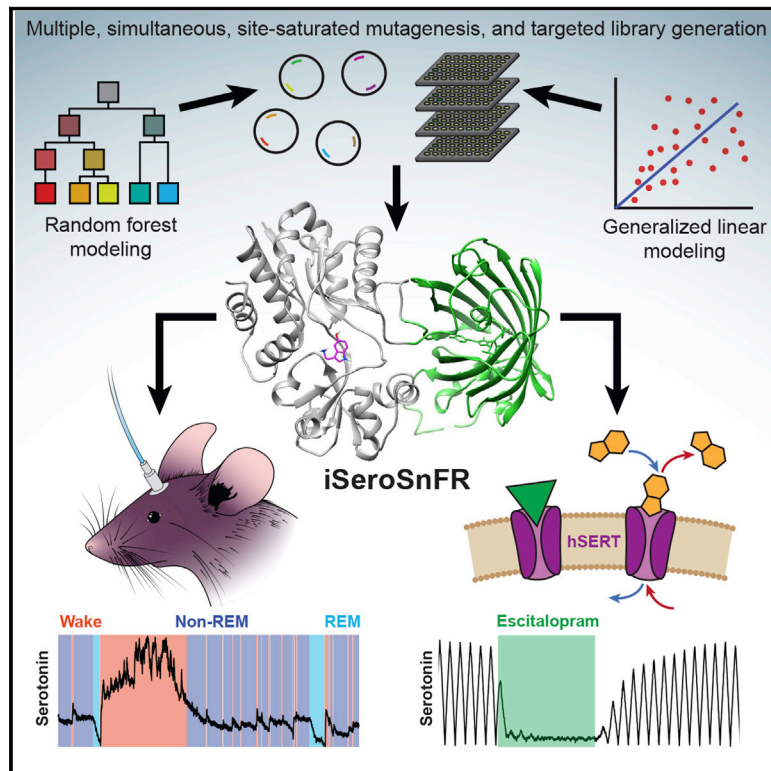 Multiple, simultaneous, site-saturated mutagenesis, and targeted library generation
Random forest
modeling
Generalized linear
modeling
iSeroSnFR
hSERT
Wake
Non-REM
REM
Serotonin
Escitalopram
Serotonin